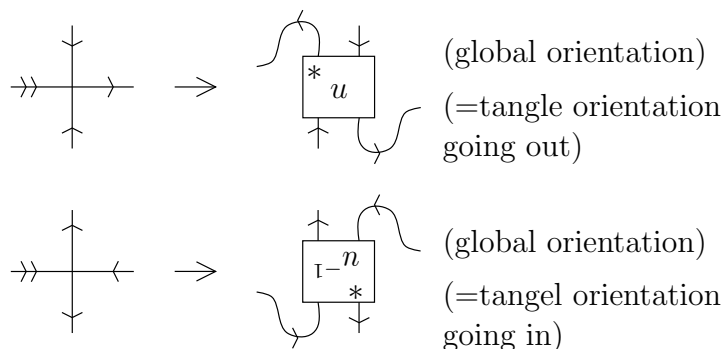 (global orientation)
* u
(=tangle orientation
going out)
(global orientation)
u⁻¹
*
(=tangel orientation
going in)